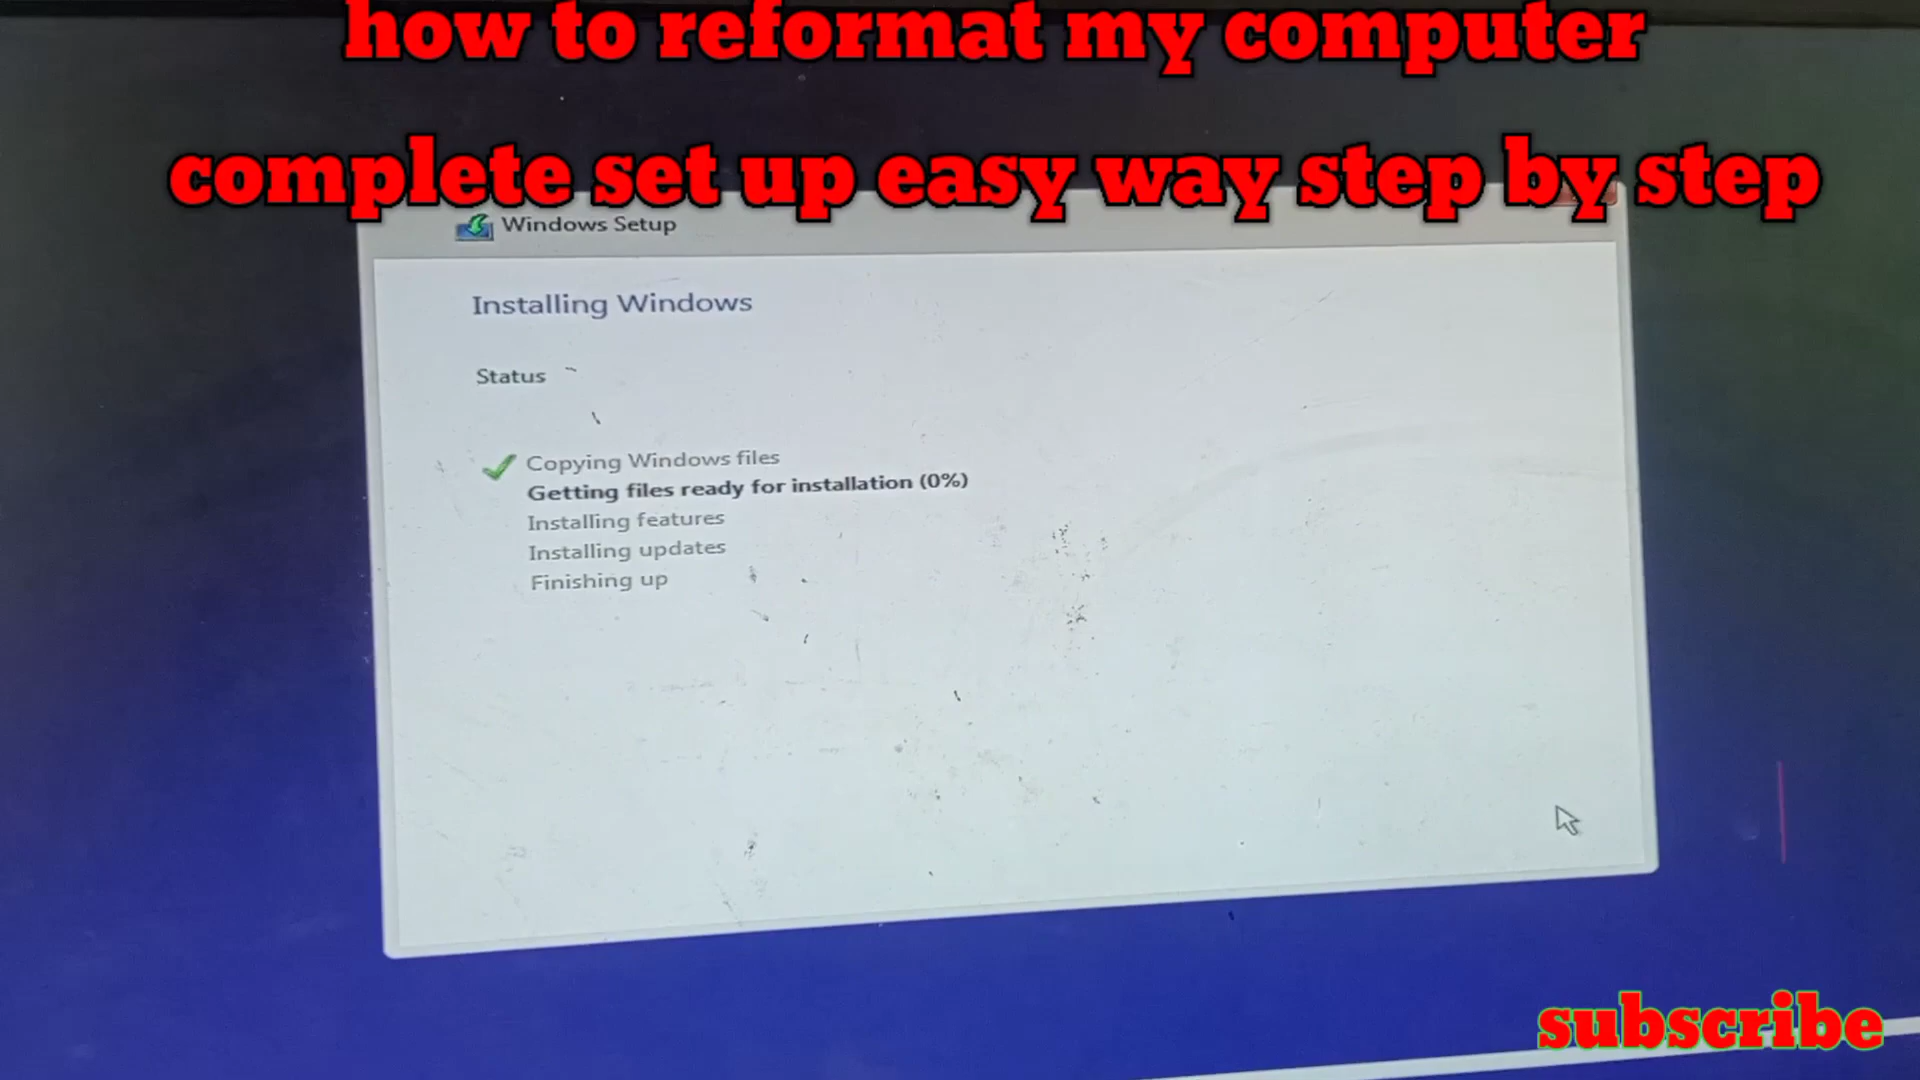 how to reformat my computer
complete set up easy way step by step
Windows Setup
Installing Windows
Status
Copying Windows files
Getting files ready for installation (0%)
Installing features
Installing updates
Finishing up
subscribe